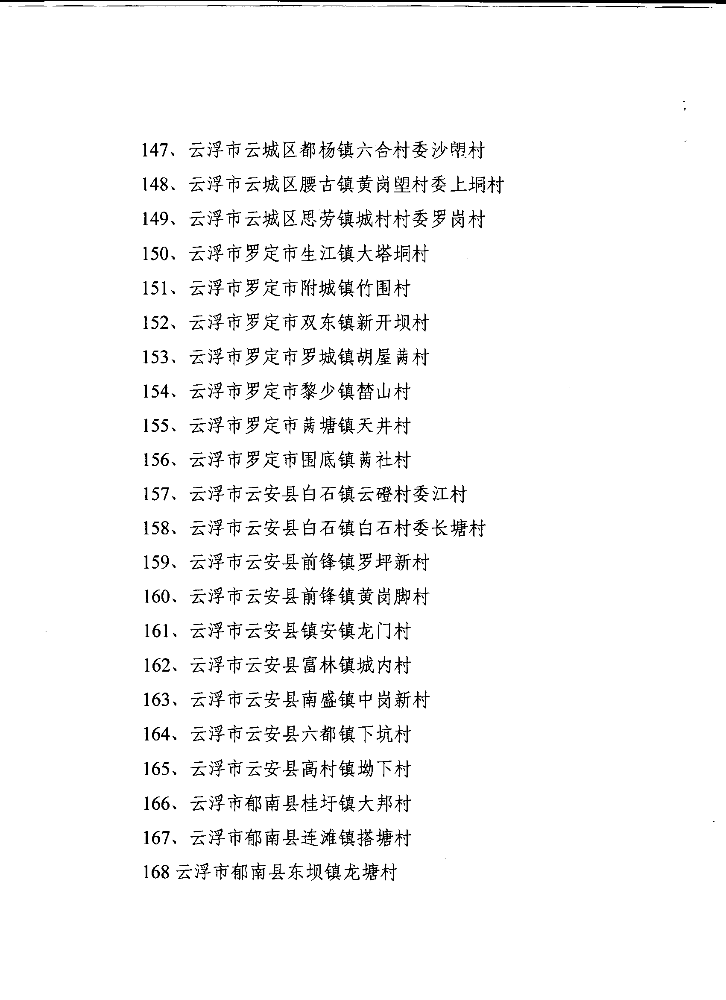 147、云浮市云城区都杨镇六合村委沙塱村
148、云浮市云城区腰古镇黄岗塱村委上垌村
149、云浮市云城区思劳镇城村村委罗岗村
150、云浮市罗定市生江镇大塔垌村
151、云浮市罗定市附城镇竹围村
152、云浮市罗定市双东镇新开坝村
153、云浮市罗定市罗城镇胡屋㒼村
154、云浮市罗定市黎少镇榃山村
155、云浮市罗定市㒼塘镇天井村
156、云浮市罗定市围底镇㒼社村
157、云浮市云安县白石镇云磴村委江村
158、云浮市云安县白石镇白石村委长塘村
159、云浮市云安县前锋镇罗坪新村
160、云浮市云安县前锋镇黄岗脚村
161、云浮市云安县镇安镇龙门村
162、云浮市云安县富林镇城内村
163、云浮市云安县南盛镇中岗新村
164、云浮市云安县六都镇下坑村
165、云浮市云安县高村镇坳下村
166、云浮市郁南县桂圩镇大邦村
167、云浮市郁南县连滩镇搭塘村
168 云浮市郁南县东坝镇龙塘村